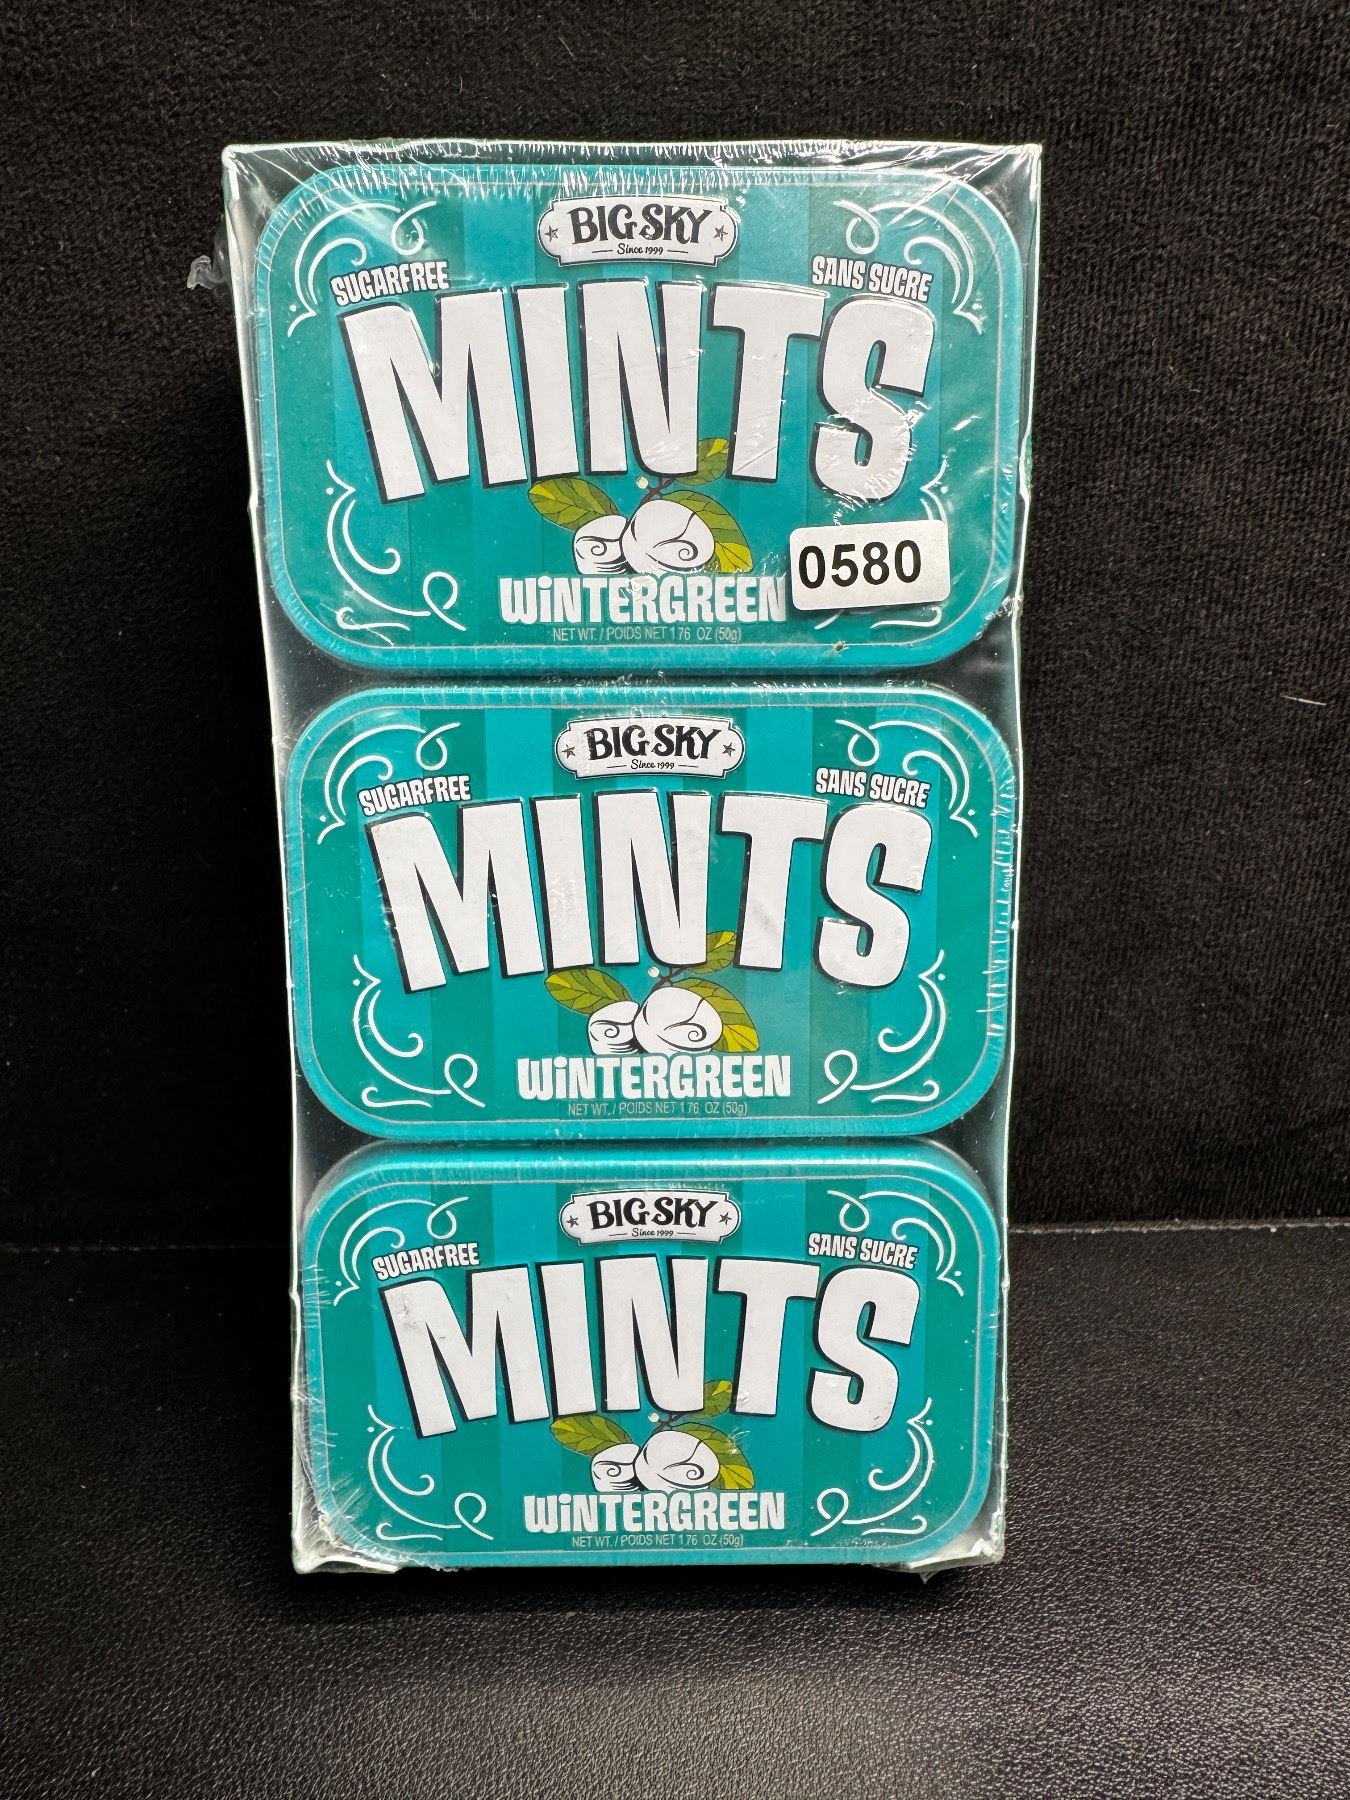 BIG SKY
Since 1999
SUGARFREE
SANS SUCRE
MINTS
0580
WiNTERGREEN
NET WT. / POIDS NET 1.76 OZ (50g)
BIG SKY
Since 1999
SUGARFREE
SANS SUCRE
MINTS
WiNTERGREEN
NET WT. / POIDS NET 1.76 OZ (50g)
BIG SKY
Since 1999
SUGARFREE
SANS SUCRE
MINTS
WiNTERGREEN
NET WT. / POIDS NET 1.76 OZ (50g)